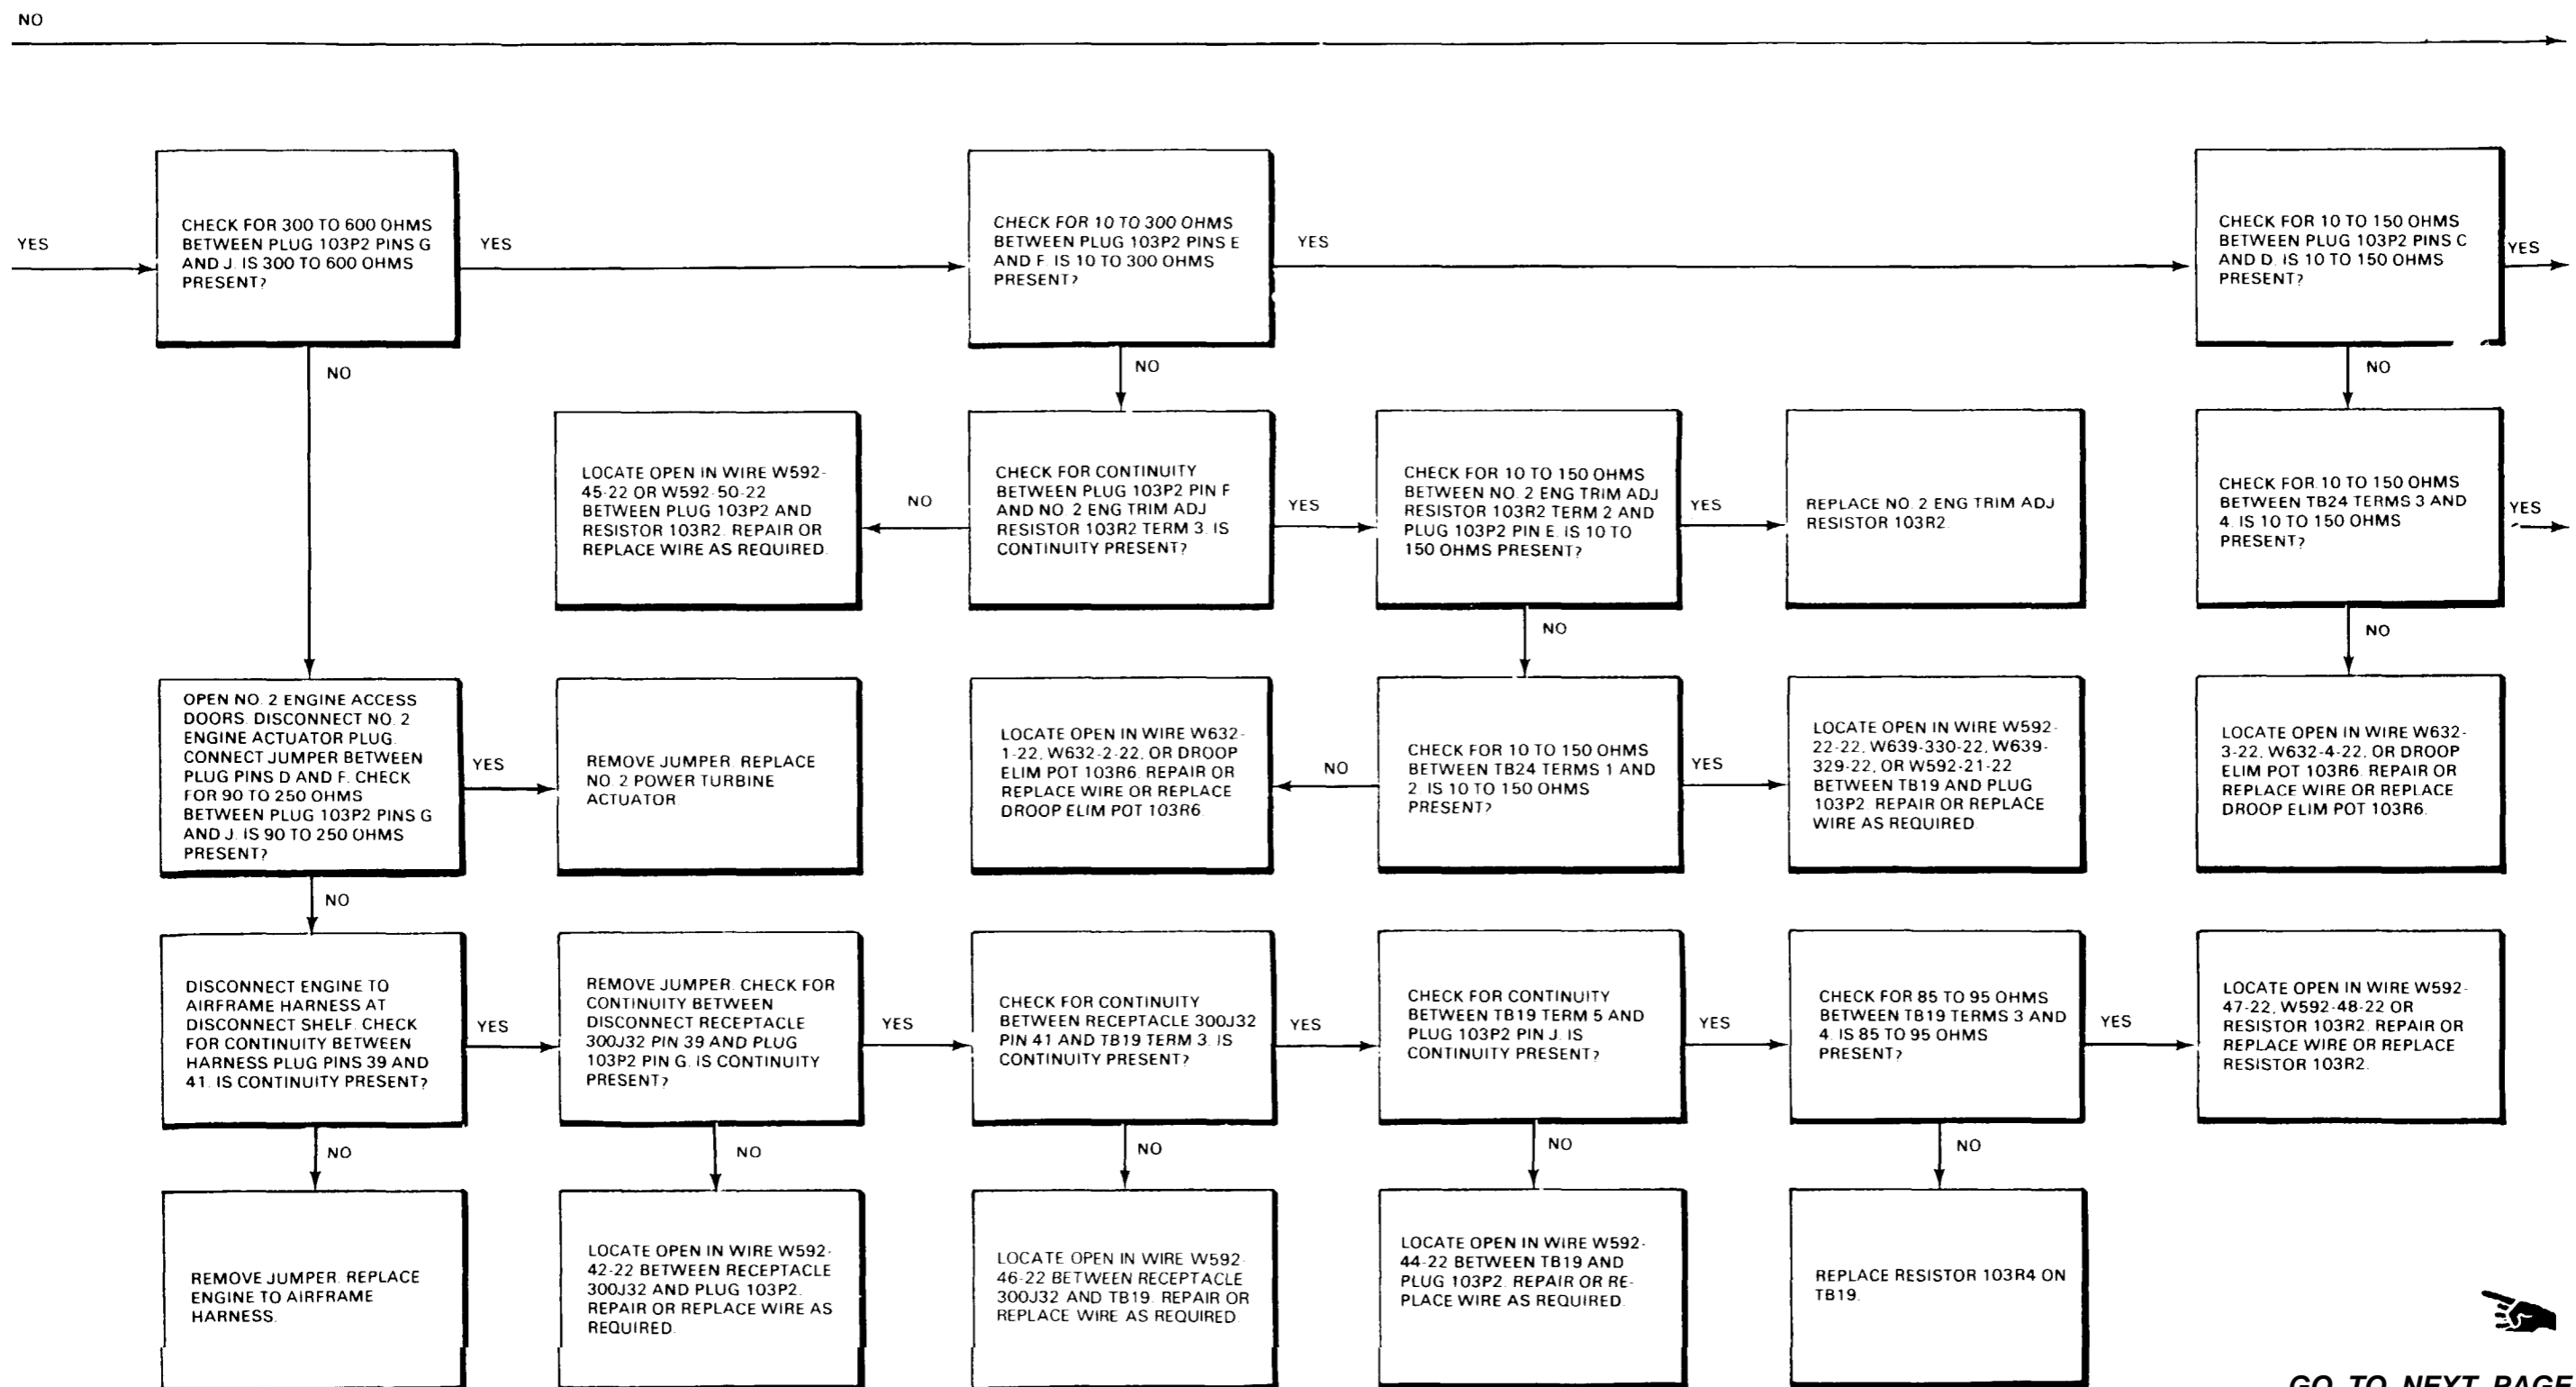 NO
YES
CHECK FOR 300 TO 600 OHMS
BETWEEN PLUG 103P2 PINS G
AND J. IS 300 TO 600 OHMS
PRESENT?
YES
CHECK FOR 10 TO 300 OHMS
BETWEEN PLUG 103P2 PINS E
AND F. IS 10 TO 300 OHMS
PRESENT?
YES
CHECK FOR 10 TO 150 OHMS
BETWEEN PLUG 103P2 PINS C
AND D. IS 10 TO 150 OHMS
PRESENT?
YES
NO
NO
NO
LOCATE OPEN IN WIRE W592-
45-22 OR W592-50-22
BETWEEN PLUG 103P2 AND
RESISTOR 103R2. REPAIR OR
REPLACE WIRE AS REQUIRED.
NO
CHECK FOR CONTINUITY
BETWEEN PLUG 103P2 PIN F
AND NO. 2 ENG TRIM ADJ
RESISTOR 103R2 TERM 3. IS
CONTINUITY PRESENT?
YES
CHECK FOR 10 TO 150 OHMS
BETWEEN NO. 2 ENG TRIM ADJ
RESISTOR 103R2 TERM 2 AND
PLUG 103P2 PIN E. IS 10 TO
150 OHMS PRESENT?
YES
REPLACE NO. 2 ENG TRIM ADJ
RESISTOR 103R2.
CHECK FOR 10 TO 150 OHMS
BETWEEN TB24 TERMS 3 AND
4. IS 10 TO 150 OHMS
PRESENT?
YES
NO
NO
OPEN NO. 2 ENGINE ACCESS
DOORS. DISCONNECT NO. 2
ENGINE ACTUATOR PLUG.
CONNECT JUMPER BETWEEN
PLUG PINS D AND F. CHECK
FOR 90 TO 250 OHMS
BETWEEN PLUG 103P2 PINS G
AND J. IS 90 TO 250 OHMS
PRESENT?
YES
REMOVE JUMPER. REPLACE
NO. 2 POWER TURBINE
ACTUATOR
LOCATE OPEN IN WIRE W632-
1-22, W632-2-22, OR DROOP
ELIM POT 103R6. REPAIR OR
REPLACE WIRE OR REPLACE
DROOP ELIM POT 103R6.
NO
CHECK FOR 10 TO 150 OHMS
BETWEEN TB24 TERMS 1 AND
2. IS 10 TO 150 OHMS
PRESENT?
YES
LOCATE OPEN IN WIRE W592-
22-22, W639-330-22, W639-
329-22, OR W592-21-22
BETWEEN TB19 AND PLUG
103P2. REPAIR OR REPLACE
WIRE AS REQUIRED.
LOCATE OPEN IN WIRE W632-
3-22, W632-4-22, OR DROOP
ELIM POT 103R6. REPAIR OR
REPLACE WIRE OR REPLACE
DROOP ELIM POT 103R6.
NO
DISCONNECT ENGINE TO
AIRFRAME HARNESS AT
DISCONNECT SHELF. CHECK
FOR CONTINUITY BETWEEN
HARNESS PLUG PINS 39 AND
41. IS CONTINUITY PRESENT?
YES
REMOVE JUMPER. CHECK FOR
CONTINUITY BETWEEN
DISCONNECT RECEPTACLE
300J32 PIN 39 AND PLUG
103P2 PIN G. IS CONTINUITY
PRESENT?
YES
CHECK FOR CONTINUITY
BETWEEN RECEPTACLE 300J32
PIN 41 AND TB19 TERM 3. IS
CONTINUITY PRESENT?
YES
CHECK FOR CONTINUITY
BETWEEN TB19 TERM 5 AND
PLUG 103P2 PIN J. IS
CONTINUITY PRESENT?
YES
CHECK FOR 85 TO 95 OHMS
BETWEEN TB19 TERMS 3 AND
4. IS 85 TO 95 OHMS
PRESENT?
YES
LOCATE OPEN IN WIRE W592-
47-22, W592-48-22 OR
RESISTOR 103R2. REPAIR OR
REPLACE WIRE OR REPLACE
RESISTOR 103R2.
NO
NO
NO
NO
NO
REMOVE JUMPER. REPLACE
ENGINE TO AIRFRAME
HARNESS.
LOCATE OPEN IN WIRE W592-
42-22 BETWEEN RECEPTACLE
300J32 AND PLUG 103P2.
REPAIR OR REPLACE WIRE AS
REQUIRED.
LOCATE OPEN IN WIRE W592-
46-22 BETWEEN RECEPTACLE
300J32 AND TB19. REPAIR OR
REPLACE WIRE AS REQUIRED
LOCATE OPEN IN WIRE W592-
44-22 BETWEEN TB19 AND
PLUG 103P2. REPAIR OR RE-
PLACE WIRE AS REQUIRED.
REPLACE RESISTOR 103R4 ON
TB19.
GO TO NEXT PAGE